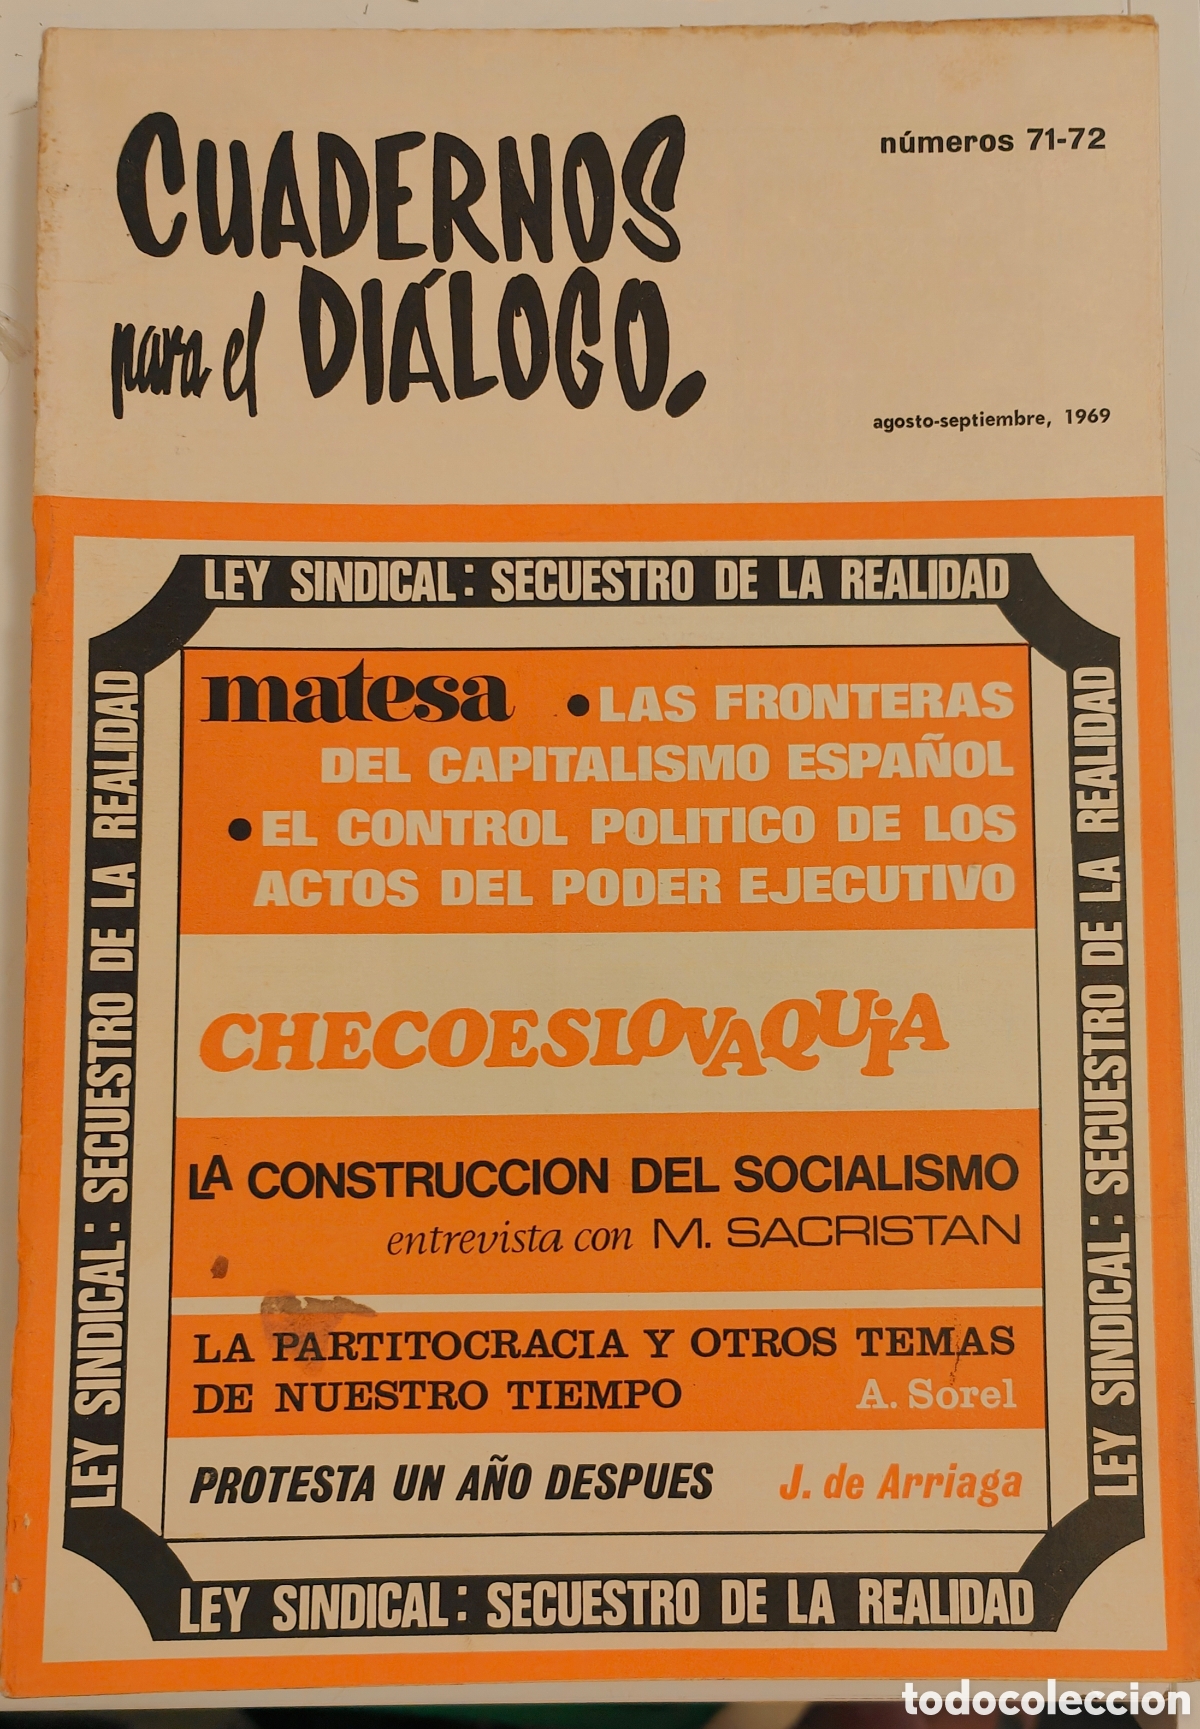 CUADERNOS
para el DIÁLOGO.
números 71-72
agosto-septiembre, 1969
LEY SINDICAL: SECUESTRO DE LA REALIDAD
LEY SINDICAL: SECUESTRO DE LA REALIDAD
matesa • LAS FRONTERAS
DEL CAPITALISMO ESPAÑOL
• EL CONTROL POLITICO DE LOS
ACTOS DEL PODER EJECUTIVO
CHECOESLOVAQUiA
LA CONSTRUCCION DEL SOCIALISMO
entrevista con M. SACRISTAN
LA PARTITOCRACIA Y OTROS TEMAS
DE NUESTRO TIEMPO A. Sorel
PROTESTA UN AÑO DESPUES J. de Arriaga
LEY SINDICAL: SECUESTRO DE LA REALIDAD
LEY SINDICAL: SECUESTRO DE LA REALIDAD
todocoleccion